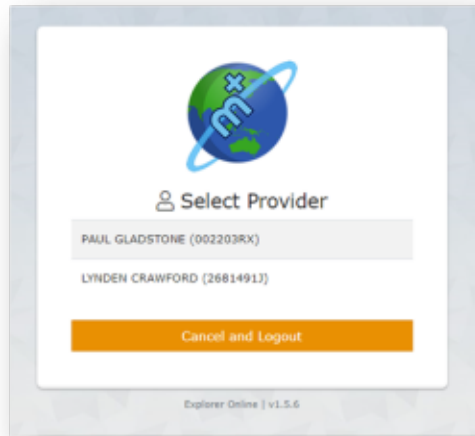 m+
Select Provider
PAUL GLADSTONE (002203RX)
LYNDEN CRAWFORD (2681491J)
Cancel and Logout
Explorer Online | v1.5.6